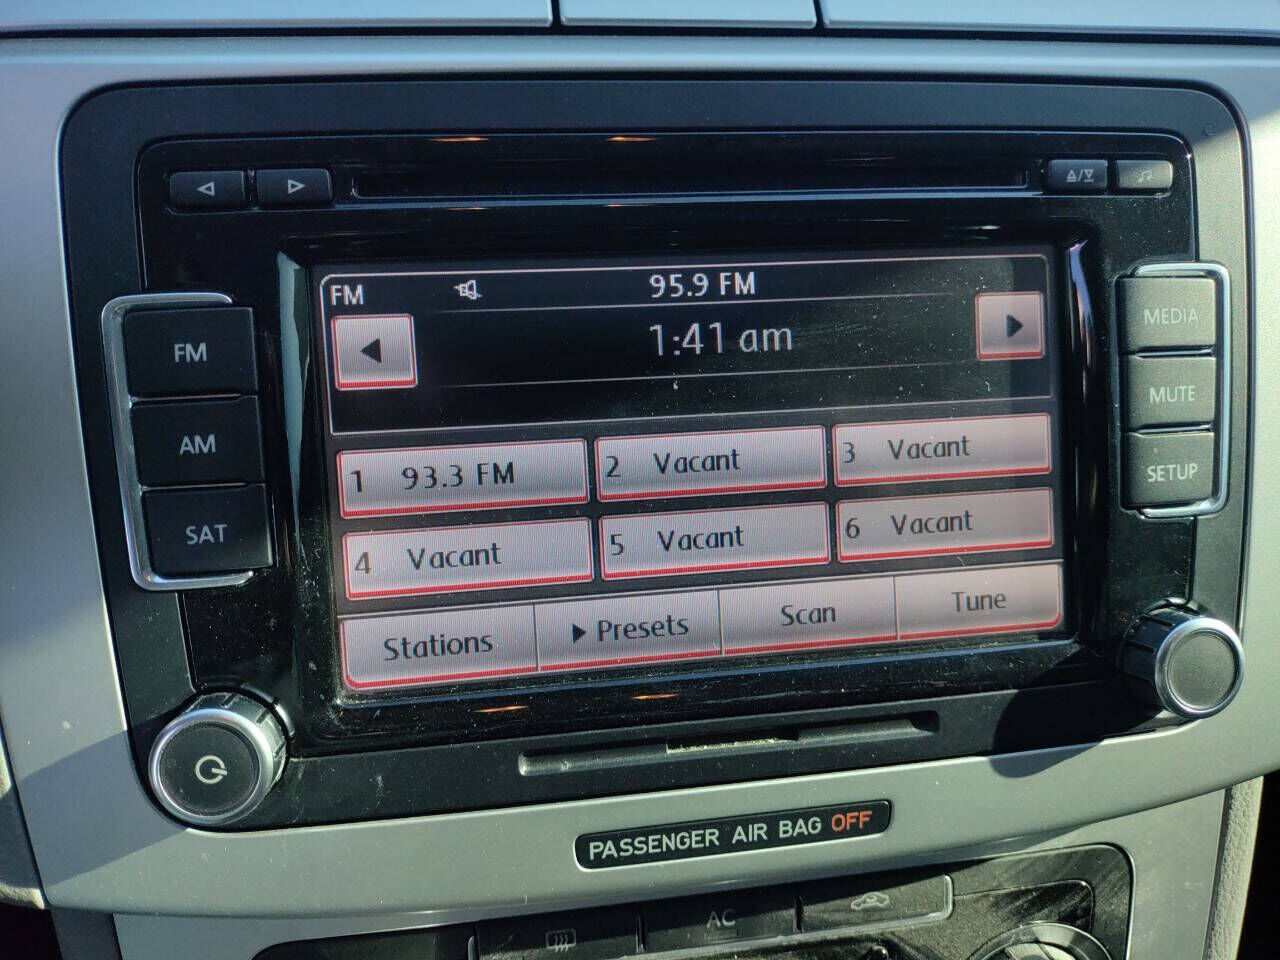 FM 95.9 FM
1:41 am
1 93.3 FM 2 Vacant 3 Vacant
4 Vacant 5 Vacant 6 Vacant
Stations Presets Scan Tune
FM
AM
SAT
MEDIA
MUTE
SETUP
PASSENGER AIR BAG OFF
AC